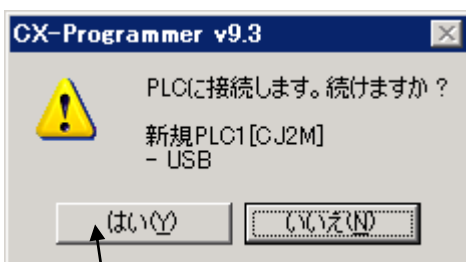 CX-Programmer v9.3
PLCに接続します。続けますか？
新規PLC1[CJ2M]
- USB
はい(Y)
いいえ(N)